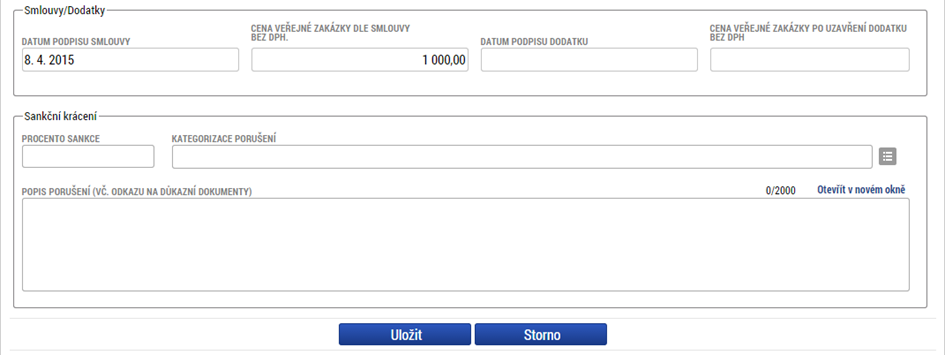 Smlouvy/Dodatky
DATUM PODPISU SMLOUVY
CENA VEŘEJNÉ ZAKÁZKY DLE SMLOUVY
BEZ DPH.
DATUM PODPISU DODATKU
CENA VEŘEJNÉ ZAKÁZKY PO UZAVŘENÍ DODATKU
BEZ DPH
8. 4. 2015
1 000,00
Sankční krácení
PROCENTO SANKCE
KATEGORIZACE PORUŠENÍ
POPIS PORUŠENÍ (VČ. ODKAZU NA DŮKAZNÍ DOKUMENTY)
0/2000
Otevřít v novém okně
Uložit
Storno